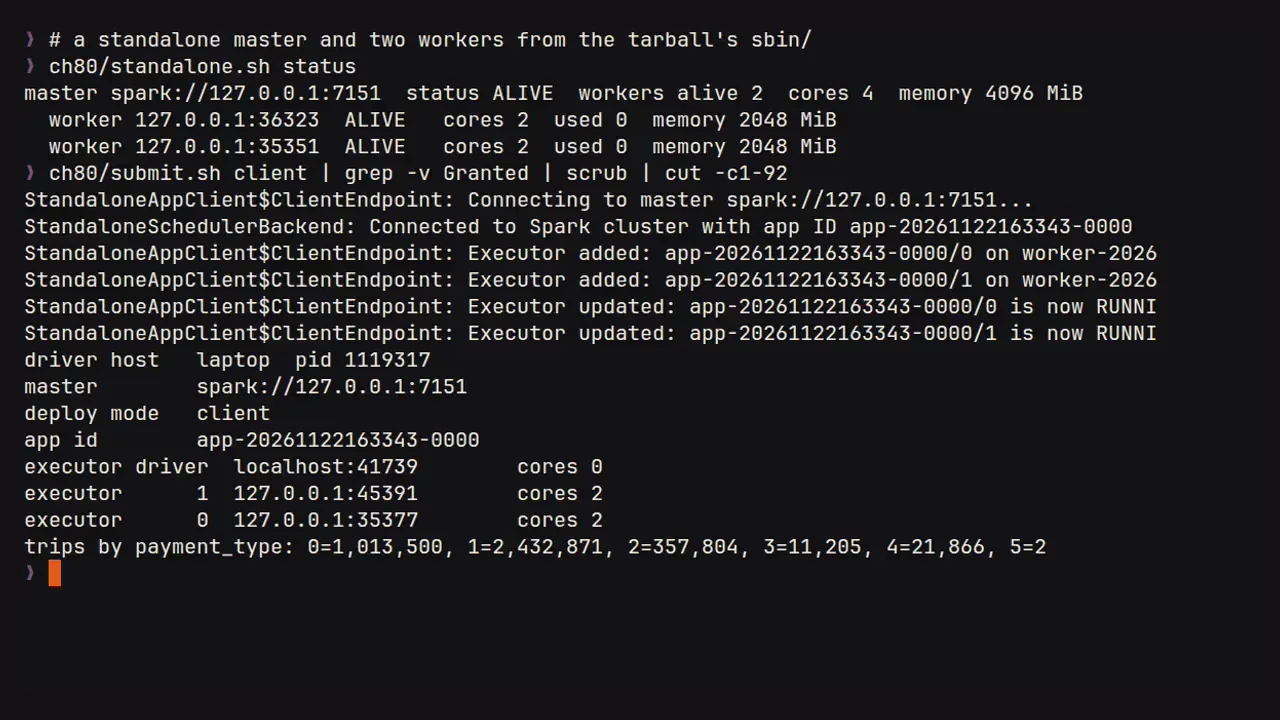 ❯ # a standalone master and two workers from the tarball's sbin/
❯ ch80/standalone.sh status
master spark://127.0.0.1:7151  status ALIVE  workers alive 2  cores 4  memory 4096 MiB
  worker 127.0.0.1:36323  ALIVE   cores 2  used 0  memory 2048 MiB
  worker 127.0.0.1:35351  ALIVE   cores 2  used 0  memory 2048 MiB
❯ ch80/submit.sh client | grep -v Granted | scrub | cut -c1-92
StandaloneAppClient$ClientEndpoint: Connecting to master spark://127.0.0.1:7151...
StandaloneSchedulerBackend: Connected to Spark cluster with app ID app-20261122163343-0000
StandaloneAppClient$ClientEndpoint: Executor added: app-20261122163343-0000/0 on worker-2026
StandaloneAppClient$ClientEndpoint: Executor added: app-20261122163343-0000/1 on worker-2026
StandaloneAppClient$ClientEndpoint: Executor updated: app-20261122163343-0000/0 is now RUNNI
StandaloneAppClient$ClientEndpoint: Executor updated: app-20261122163343-0000/1 is now RUNNI
driver host   laptop  pid 1119317
master        spark://127.0.0.1:7151
deploy mode   client
app id        app-20261122163343-0000
executor driver  localhost:41739        cores 0
executor      1  127.0.0.1:45391        cores 2
executor      0  127.0.0.1:35377        cores 2
trips by payment_type: 0=1,013,500, 1=2,432,871, 2=357,804, 3=11,205, 4=21,866, 5=2
❯